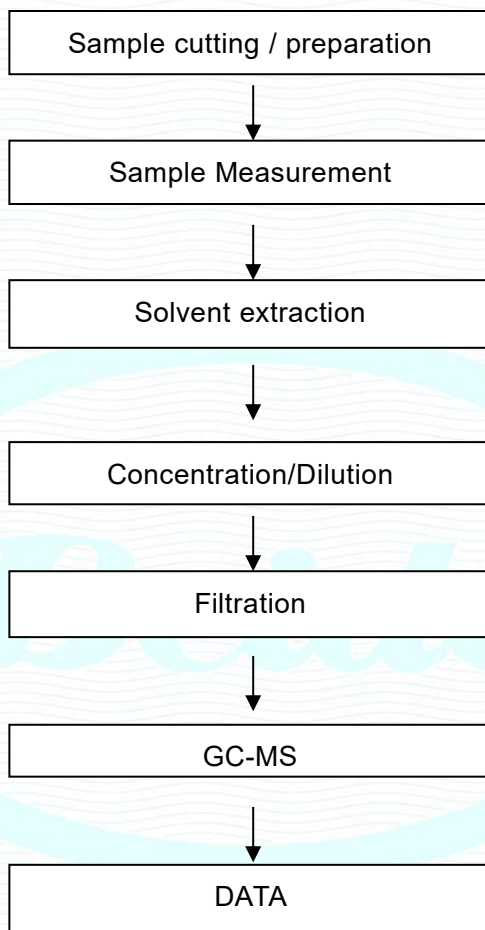 Sample cutting / preparation
Sample Measurement
Solvent extraction
Concentration/Dilution
Filtration
GC-MS
DATA